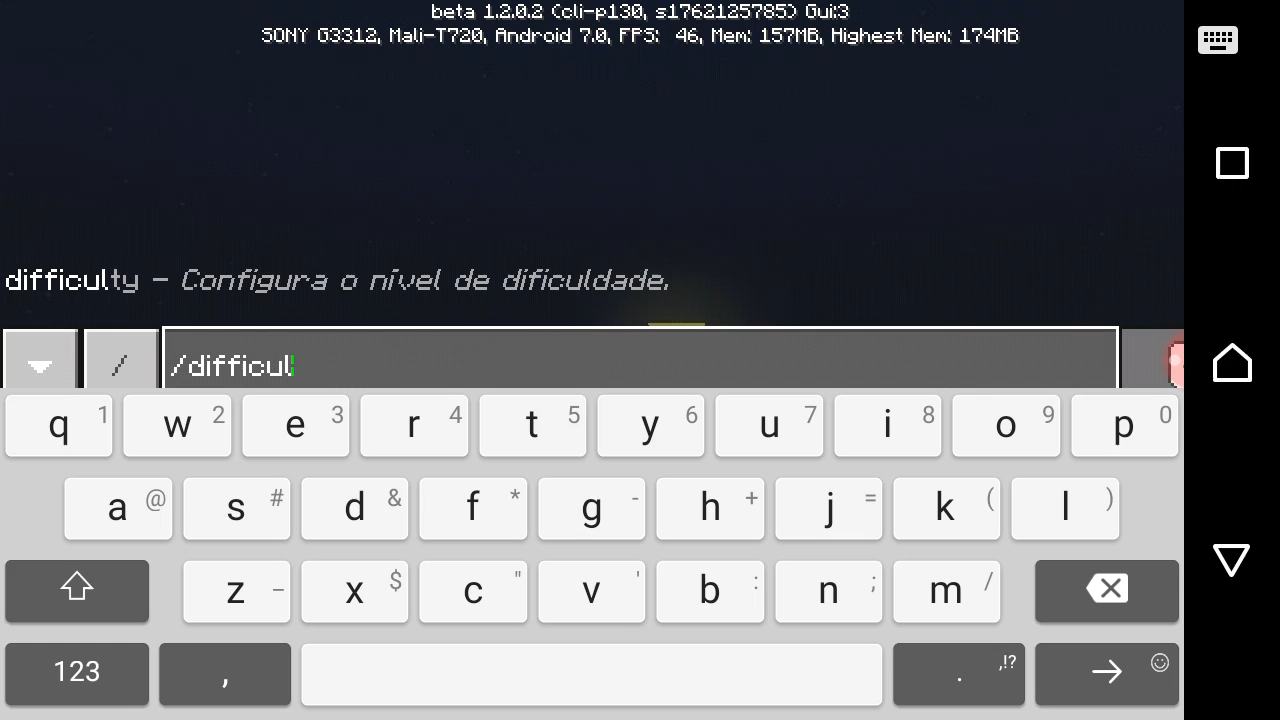 beta 1.2.0.2 (cli-p130, s1762125785) Gui:3
SONY G3312, Mali-T720, Android 7.0, FPS: 46, Mem: 157MB, Highest Mem: 174MB
difficulty - Configura o nível de dificuldade.
/ /difficul
q 1 w 2 e 3 r 4 t 5 y 6 u 7 i 8 o 9 p 0
a @ s # d & f * g - h + j = k ( l )
z _ x $ c " v ' b : n ; m /
123 , . ,!?